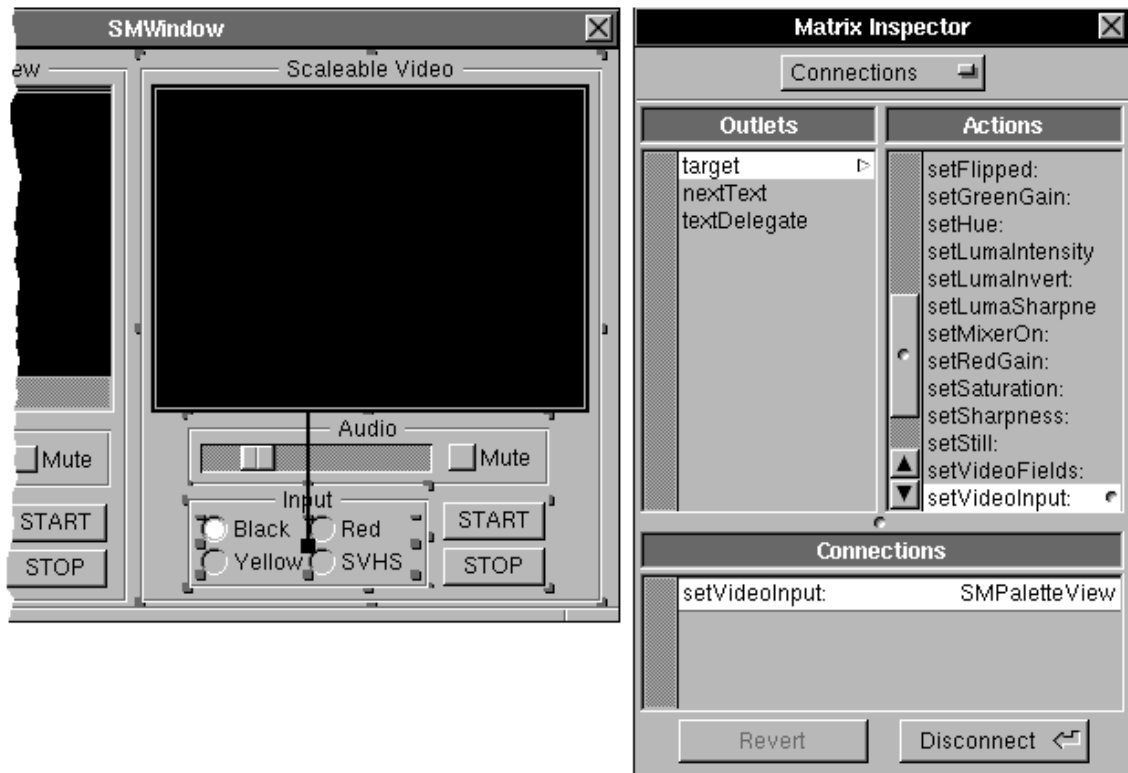 SMWindow
ew
Scaleable Video
Audio
Mute
Mute
Input
Black
Red
Yellow
SVHS
START
STOP
START
STOP
Matrix Inspector
Connections
Outlets
Actions
target
nextText
textDelegate
setFlipped:
setGreenGain:
setHue:
setLumaIntensity
setLumaInvert:
setLumaSharpne
setMixerOn:
setRedGain:
setSaturation:
setSharpness:
setStill:
setVideoFields:
setVideoInput:
Connections
setVideoInput: SMPaletteView
Revert
Disconnect